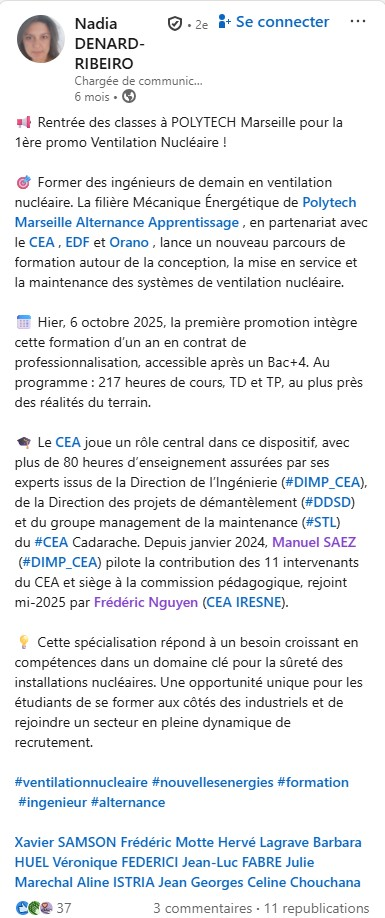 Nadia
DENARD-
RIBEIRO
• 2e
Se connecter
...
Chargée de communic...
6 mois •
Rentrée des classes à POLYTECH Marseille pour la
1ère promo Ventilation Nucléaire !
Former des ingénieurs de demain en ventilation
nucléaire. La filière Mécanique Énergétique de Polytech
Marseille Alternance Apprentissage , en partenariat avec
le CEA , EDF et Orano , lance un nouveau parcours de
formation autour de la conception, la mise en service et
la maintenance des systèmes de ventilation nucléaire.
Hier, 6 octobre 2025, la première promotion intègre
cette formation d'un an en contrat de
professionnalisation, accessible après un Bac+4. Au
programme : 217 heures de cours, TD et TP, au plus près
des réalités du terrain.
Le CEA joue un rôle central dans ce dispositif, avec
plus de 80 heures d'enseignement assurées par ses
experts issus de la Direction de l'Ingénierie (#DIMP_CEA),
de la Direction des projets de démantèlement (#DDSD)
et du groupe management de la maintenance (#STL)
du #CEA Cadarache. Depuis janvier 2024, Manuel SAEZ
(#DIMP_CEA) pilote la contribution des 11 intervenants
du CEA et siège à la commission pédagogique, rejoint
mi-2025 par Frédéric Nguyen (CEA IRESNE).
Cette spécialisation répond à un besoin croissant en
compétences dans un domaine clé pour la sûreté des
installations nucléaires. Une opportunité unique pour les
étudiants de se former aux côtés des industriels et de
rejoindre un secteur en pleine dynamique de
recrutement.
#ventilationnucleaire #nouvellesenergies #formation
#ingenieur #alternance
Xavier SAMSON Frédéric Motte Hervé Lagrave Barbara
HUEL Véronique FEDERICI Jean-Luc FABRE Julie
Marechal Aline ISTRIA Jean Georges Celine Chouchana
37
3 commentaires • 11 republications